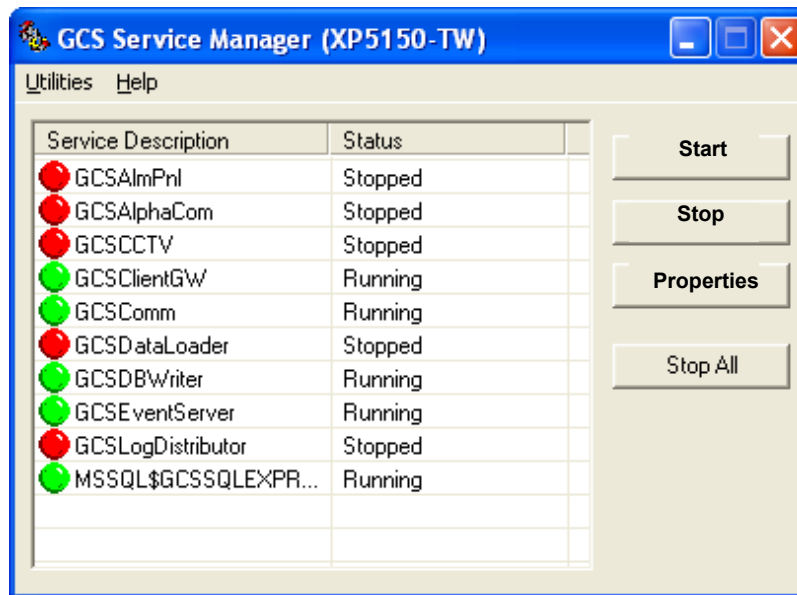 GCS Service Manager (XP5150-TW)
Utilities Help
Service Description Status
GCSAlmPnl Stopped
GCSAlphaCom Stopped
GCSCCTV Stopped
GCSClientGW Running
GCSComm Running
GCSDataLoader Stopped
GCSDBWriter Running
GCSEventServer Running
GCSLogDistributor Stopped
MSSQL$GCSSQLEXPR... Running
Start
Stop
Properties
Stop All